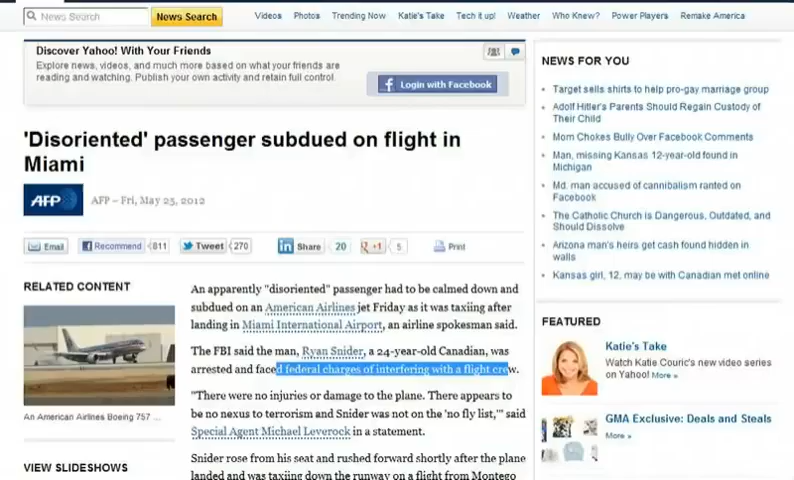 News Search
News Search
Videos
Photos
Trending Now
Katie's Take
Tech it up!
Weather
Who Knew?
Power Players
Remake America
Discover Yahoo! With Your Friends
Explore news, videos, and much more based on what your friends are
reading and watching. Publish your own activity and retain full control.
Login with Facebook
'Disoriented' passenger subdued on flight in
Miami
AFP
AFP – Fri, May 25, 2012
Email
Recommend
811
Tweet
270
in Share
20
+1
5
Print
RELATED CONTENT
An American Airlines Boeing 757 ...
VIEW SLIDESHOWS
An apparently "disoriented" passenger had to be calmed down and
subdued on an American Airlines jet Friday as it was taxiing after
landing in Miami International Airport, an airline spokesman said.
The FBI said the man, Ryan Snider, a 24-year-old Canadian, was
arrested and faced federal charges of interfering with a flight crew.
"There were no injuries or damage to the plane. There appears to
be no nexus to terrorism and Snider was not on the 'no fly list,'" said
Special Agent Michael Leverock in a statement.
Snider rose from his seat and rushed forward shortly after the plane
landed and was taxiing down the runway on a flight from Montego
NEWS FOR YOU
Target sells shirts to help pro-gay marriage group
Adolf Hitler's Parents Should Regain Custody of
Their Child
Mom Chokes Bully Over Facebook Comments
Man, missing Kansas 12-year-old found in
Michigan
Md. man accused of cannibalism ranted on
Facebook
The Catholic Church is Dangerous, Outdated, and
Should Dissolve
Arizona man's heirs get cash found hidden in
walls
Kansas girl, 12, may be with Canadian met online
FEATURED
Katie's Take
Watch Katie Couric's new video series
on Yahoo! More »
GMA Exclusive: Deals and Steals
More »